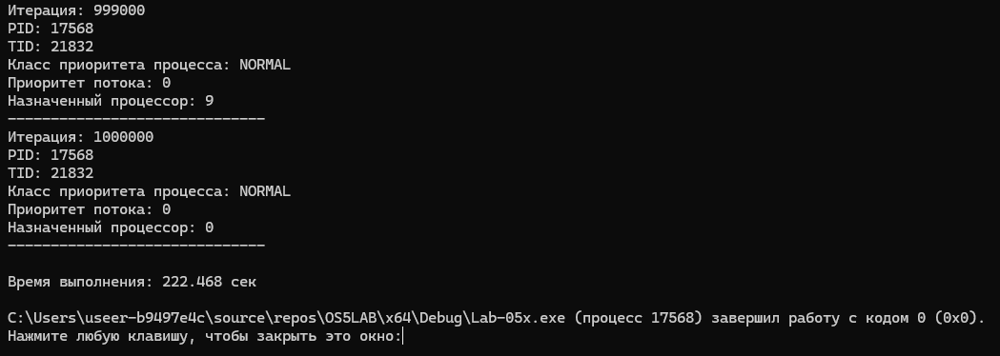 Итерация: 999000
PID: 17568
TID: 21832
Класс приоритета процесса: NORMAL
Приоритет потока: 0
Назначенный процессор: 9
------------------------------
Итерация: 1000000
PID: 17568
TID: 21832
Класс приоритета процесса: NORMAL
Приоритет потока: 0
Назначенный процессор: 0
------------------------------
Время выполнения: 222.468 сек
C:\Users\useer-b9497e4c\source\repos\OS5LAB\x64\Debug\Lab-05x.exe (процесс 17568) завершил работу с кодом 0 (0x0).
Нажмите любую клавишу, чтобы закрыть это окно: